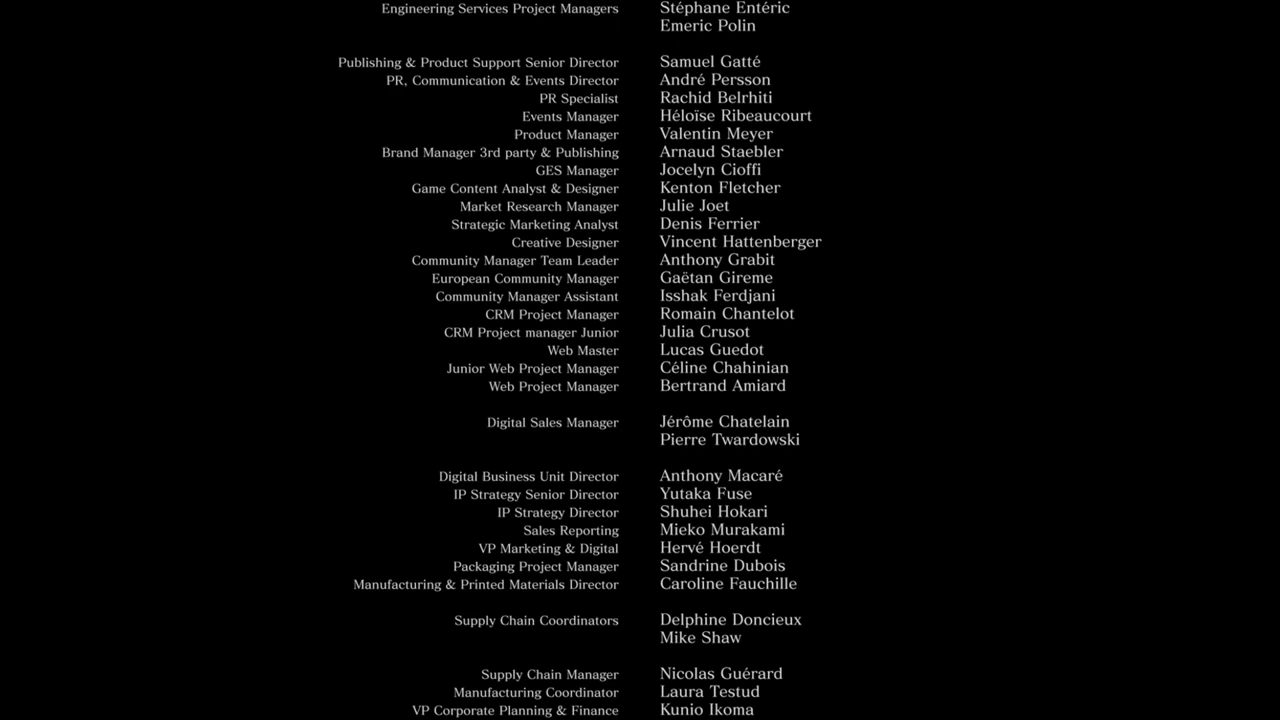 Engineering Services Project Managers Stéphane Entéric
Emeric Polin
Publishing & Product Support Senior Director Samuel Gatté
PR, Communication & Events Director André Persson
PR Specialist Rachid Belrhiti
Events Manager Héloïse Ribeaucourt
Product Manager Valentin Meyer
Brand Manager 3rd party & Publishing Arnaud Staebler
GES Manager Jocelyn Cioffi
Game Content Analyst & Designer Kenton Fletcher
Market Research Manager Julie Joet
Strategic Marketing Analyst Denis Ferrier
Creative Designer Vincent Hattenberger
Community Manager Team Leader Anthony Grabit
European Community Manager Gaëtan Gireme
Community Manager Assistant Isshak Ferdjani
CRM Project Manager Romain Chantelot
CRM Project manager Junior Julia Crusot
Web Master Lucas Guedot
Junior Web Project Manager Céline Chahinian
Web Project Manager Bertrand Amiard
Digital Sales Manager Jérôme Chatelain
Pierre Twardowski
Digital Business Unit Director Anthony Macaré
IP Strategy Senior Director Yutaka Fuse
IP Strategy Director Shuhei Hokari
Sales Reporting Mieko Murakami
VP Marketing & Digital Hervé Hoerdt
Packaging Project Manager Sandrine Dubois
Manufacturing & Printed Materials Director Caroline Fauchille
Supply Chain Coordinators Delphine Doncieux
Mike Shaw
Supply Chain Manager Nicolas Guérard
Manufacturing Coordinator Laura Testud
VP Corporate Planning & Finance Kunio Ikoma